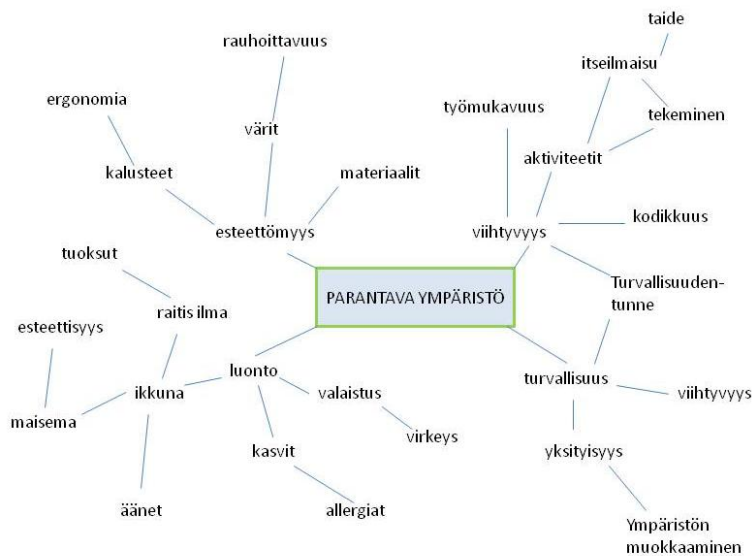 taide
rauhoittavuus
itseilmaisu
ergonomia
työmukavuus
tekeminen
värit
aktiviteetit
kalusteet
materiaalit
kodikkuus
esteettömyys
viihtyvyys
tuoksut
Turvallisuuden-
tunne
PARANTAVA YMPÄRISTÖ
raitis ilma
esteettisyys
luonto
turvallisuus
ikkuna
valaistus
viihtyvyys
maisema
virkeys
kasvit
yksityisyys
äänet
allergiat
Ympäristön
muokkaaminen